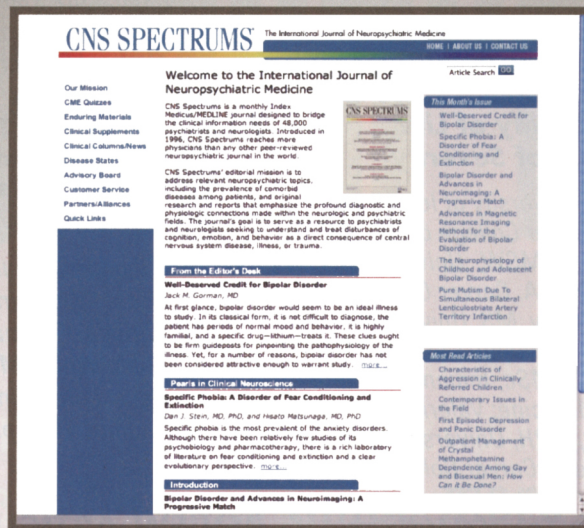 CNS SPECTRUMS
The International Journal of Neuropsychiatric Medicine
HOME | ABOUT US | CONTACT US
Article Search GO
Our Mission
CME Quizzes
Enduring Materials
Clinical Supplements
Clinical Columns/News
Disease States
Advisory Board
Customer Service
Partners/Alliances
Quick Links
Welcome to the International Journal of
Neuropsychiatric Medicine
CNS Spectrums is a monthly Index
Medicus/MEDLINE journal designed to bridge
the clinical information needs of 48,000
psychiatrists and neurologists. Introduced in
1996, CNS Spectrums reaches more
physicians than any other peer-reviewed
neuropsychiatric journal in the world.
CNS SPECTRUMS
CNS Spectrums' editorial mission is to
address relevant neuropsychiatric topics,
including the prevalence of comorbid
diseases among patients, and original
research and reports that emphasize the profound diagnostic and
physiologic connections made within the neurologic and psychiatric
fields. The journal's goal is to serve as a resource to psychiatrists
and neurologists seeking to understand and treat disturbances of
cognition, emotion, and behavior as a direct consequence of central
nervous system disease, illness, or trauma.
From the Editor's Desk
Well-Deserved Credit for Bipolar Disorder
Jack M. Gorman, MD
At first glance, bipolar disorder would seem to be an ideal illness
to study. In its classical form, it is not difficult to diagnose, the
patient has periods of normal mood and behavior, it is highly
familial, and a specific drug—lithium—treats it. These clues ought
to be firm guideposts for pinpointing the pathophysiology of the
illness. Yet, for a number of reasons, bipolar disorder has not
been considered attractive enough to warrant study. more...
Pearls in Clinical Neuroscience
Specific Phobia: A Disorder of Fear Conditioning and
Extinction
Dan J. Stein, MD, PhD, and Hisato Matsunaga, MD, PhD
Specific phobia is the most prevalent of the anxiety disorders.
Although there have been relatively few studies of its
psychobiology and pharmacotherapy, there is a rich laboratory
of literature on fear conditioning and extinction and a clear
evolutionary perspective. more...
Introduction
Bipolar Disorder and Advances in Neuroimaging: A
Progressive Match
This Month's Issue
Well-Deserved Credit for
Bipolar Disorder
Specific Phobia: A
Disorder of Fear
Conditioning and
Extinction
Bipolar Disorder and
Advances in
Neuroimaging: A
Progressive Match
Advances in Magnetic
Resonance Imaging
Methods for the
Evaluation of Bipolar
Disorder
The Neurophysiology of
Childhood and Adolescent
Bipolar Disorder
Pure Mutism Due To
Simultaneous Bilateral
Lenticulostriate Artery
Territory Infarction
Most Read Articles
Characteristics of
Aggression in Clinically
Referred Children
Contemporary Issues in
the Field
First Episode: Depression
and Panic Disorder
Outpatient Management
of Crystal
Methamphetamine
Dependence Among Gay
and Bisexual Men: How
Can it Be Done?